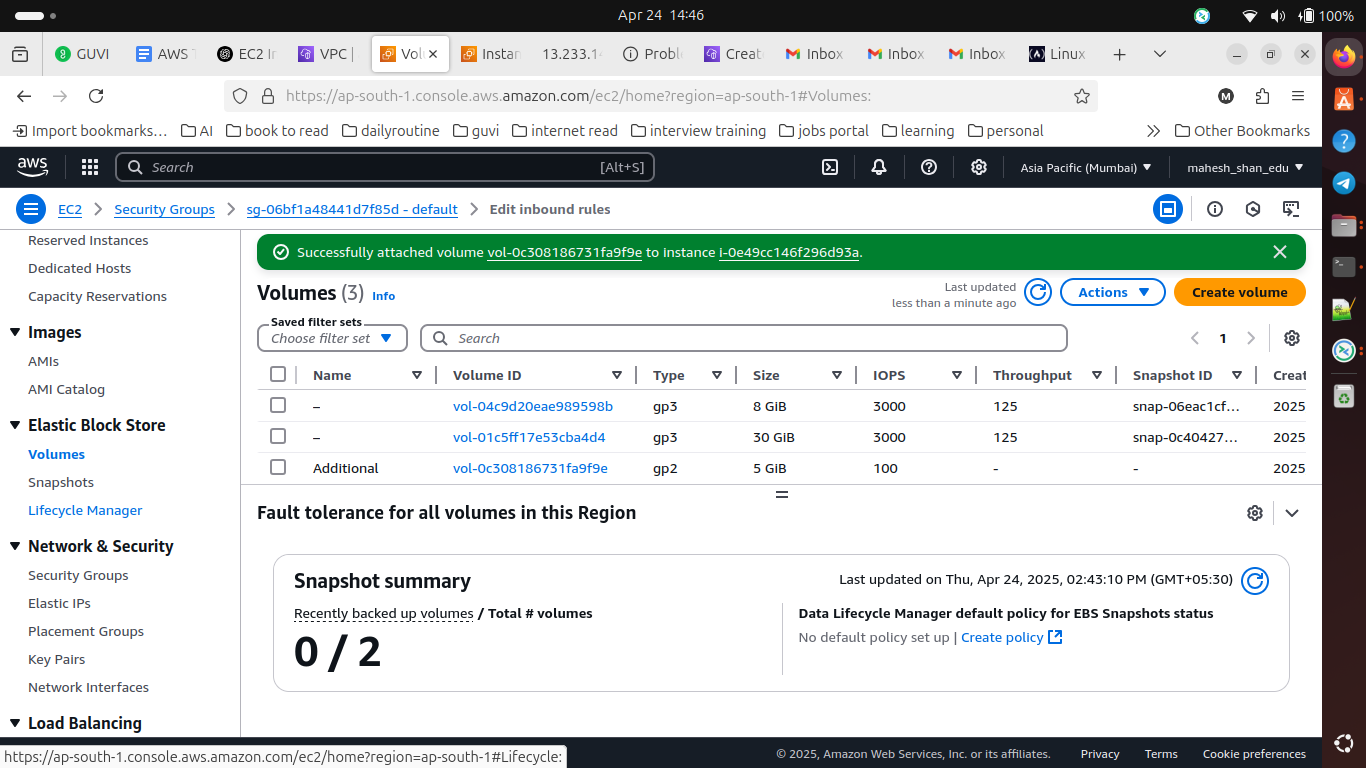 Apr 24 14:46
100%
GUVI
AWS T
EC2 In
VPC |
Volu
Instan
13.233.14
Proble
Create
Inbox
Inbox
Inbox
Linux
https://ap-south-1.console.aws.amazon.com/ec2/home?region=ap-south-1#Volumes:
M
Import bookmarks... AI book to read dailyroutine guvi internet read interview training jobs portal learning personal Other Bookmarks
aws Search [Alt+S] Asia Pacific (Mumbai) mahesh_shan_edu
EC2 Security Groups sg-06bf1a48441d7f85d - default Edit inbound rules
Reserved Instances
Dedicated Hosts
Capacity Reservations
Images
AMIs
AMI Catalog
Elastic Block Store
Volumes
Snapshots
Lifecycle Manager
Network & Security
Security Groups
Elastic IPs
Placement Groups
Key Pairs
Network Interfaces
Load Balancing
Successfully attached volume vol-0c308186731fa9f9e to instance i-0e49cc146f296d93a.
Volumes (3) Info
Last updated
less than a minute ago
Actions
Create volume
Saved filter sets
Choose filter set
Search
1
Name Volume ID Type Size IOPS Throughput Snapshot ID Creat
– vol-04c9d20eae989598b gp3 8 GiB 3000 125 snap-06eac1cf... 2025
– vol-01c5ff17e53cba4d4 gp3 30 GiB 3000 125 snap-0c40427... 2025
Additional vol-0c308186731fa9f9e gp2 5 GiB 100 - - 2025
Fault tolerance for all volumes in this Region
Snapshot summary
Last updated on Thu, Apr 24, 2025, 02:43:10 PM (GMT+05:30)
Recently backed up volumes / Total # volumes
0 / 2
Data Lifecycle Manager default policy for EBS Snapshots status
No default policy set up | Create policy
https://ap-south-1.console.aws.amazon.com/ec2/home?region=ap-south-1#Lifecycle:
© 2025, Amazon Web Services, Inc. or its affiliates. Privacy Terms Cookie preferences